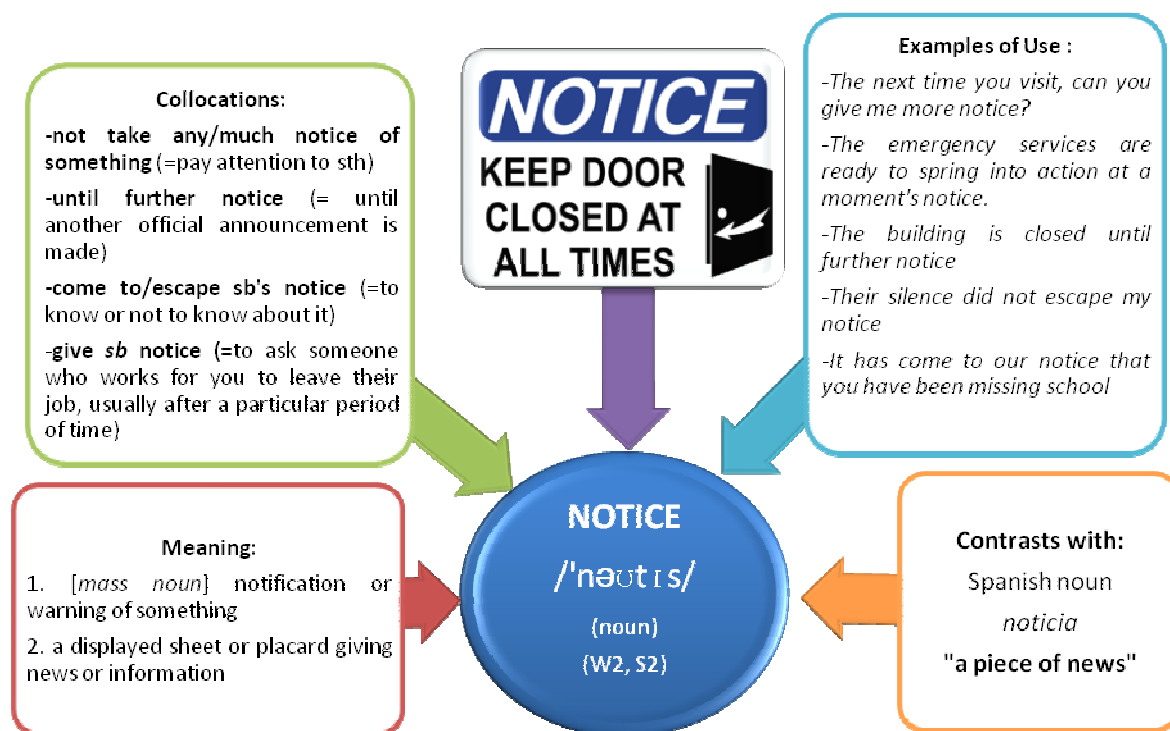 Collocations:
-not take any/much notice of
something (=pay attention to sth)
-until further notice (= until
another official announcement is
made)
-come to/escape sb's notice (=to
know or not to know about it)
-give sb notice (=to ask someone
who works for you to leave their
job, usually after a particular period
of time)
NOTICE
KEEP DOOR
CLOSED AT
ALL TIMES
Examples of Use :
-The next time you visit, can you
give me more notice?
-The emergency services are
ready to spring into action at a
moment's notice.
-The building is closed until
further notice
-Their silence did not escape my
notice
-It has come to our notice that
you have been missing school
Meaning:
1. [mass noun] notification or
warning of something
2. a displayed sheet or placard giving
news or information
NOTICE
/'nəʊtɪs/
(noun)
(W2, S2)
Contrasts with:
Spanish noun
noticia
"a piece of news"